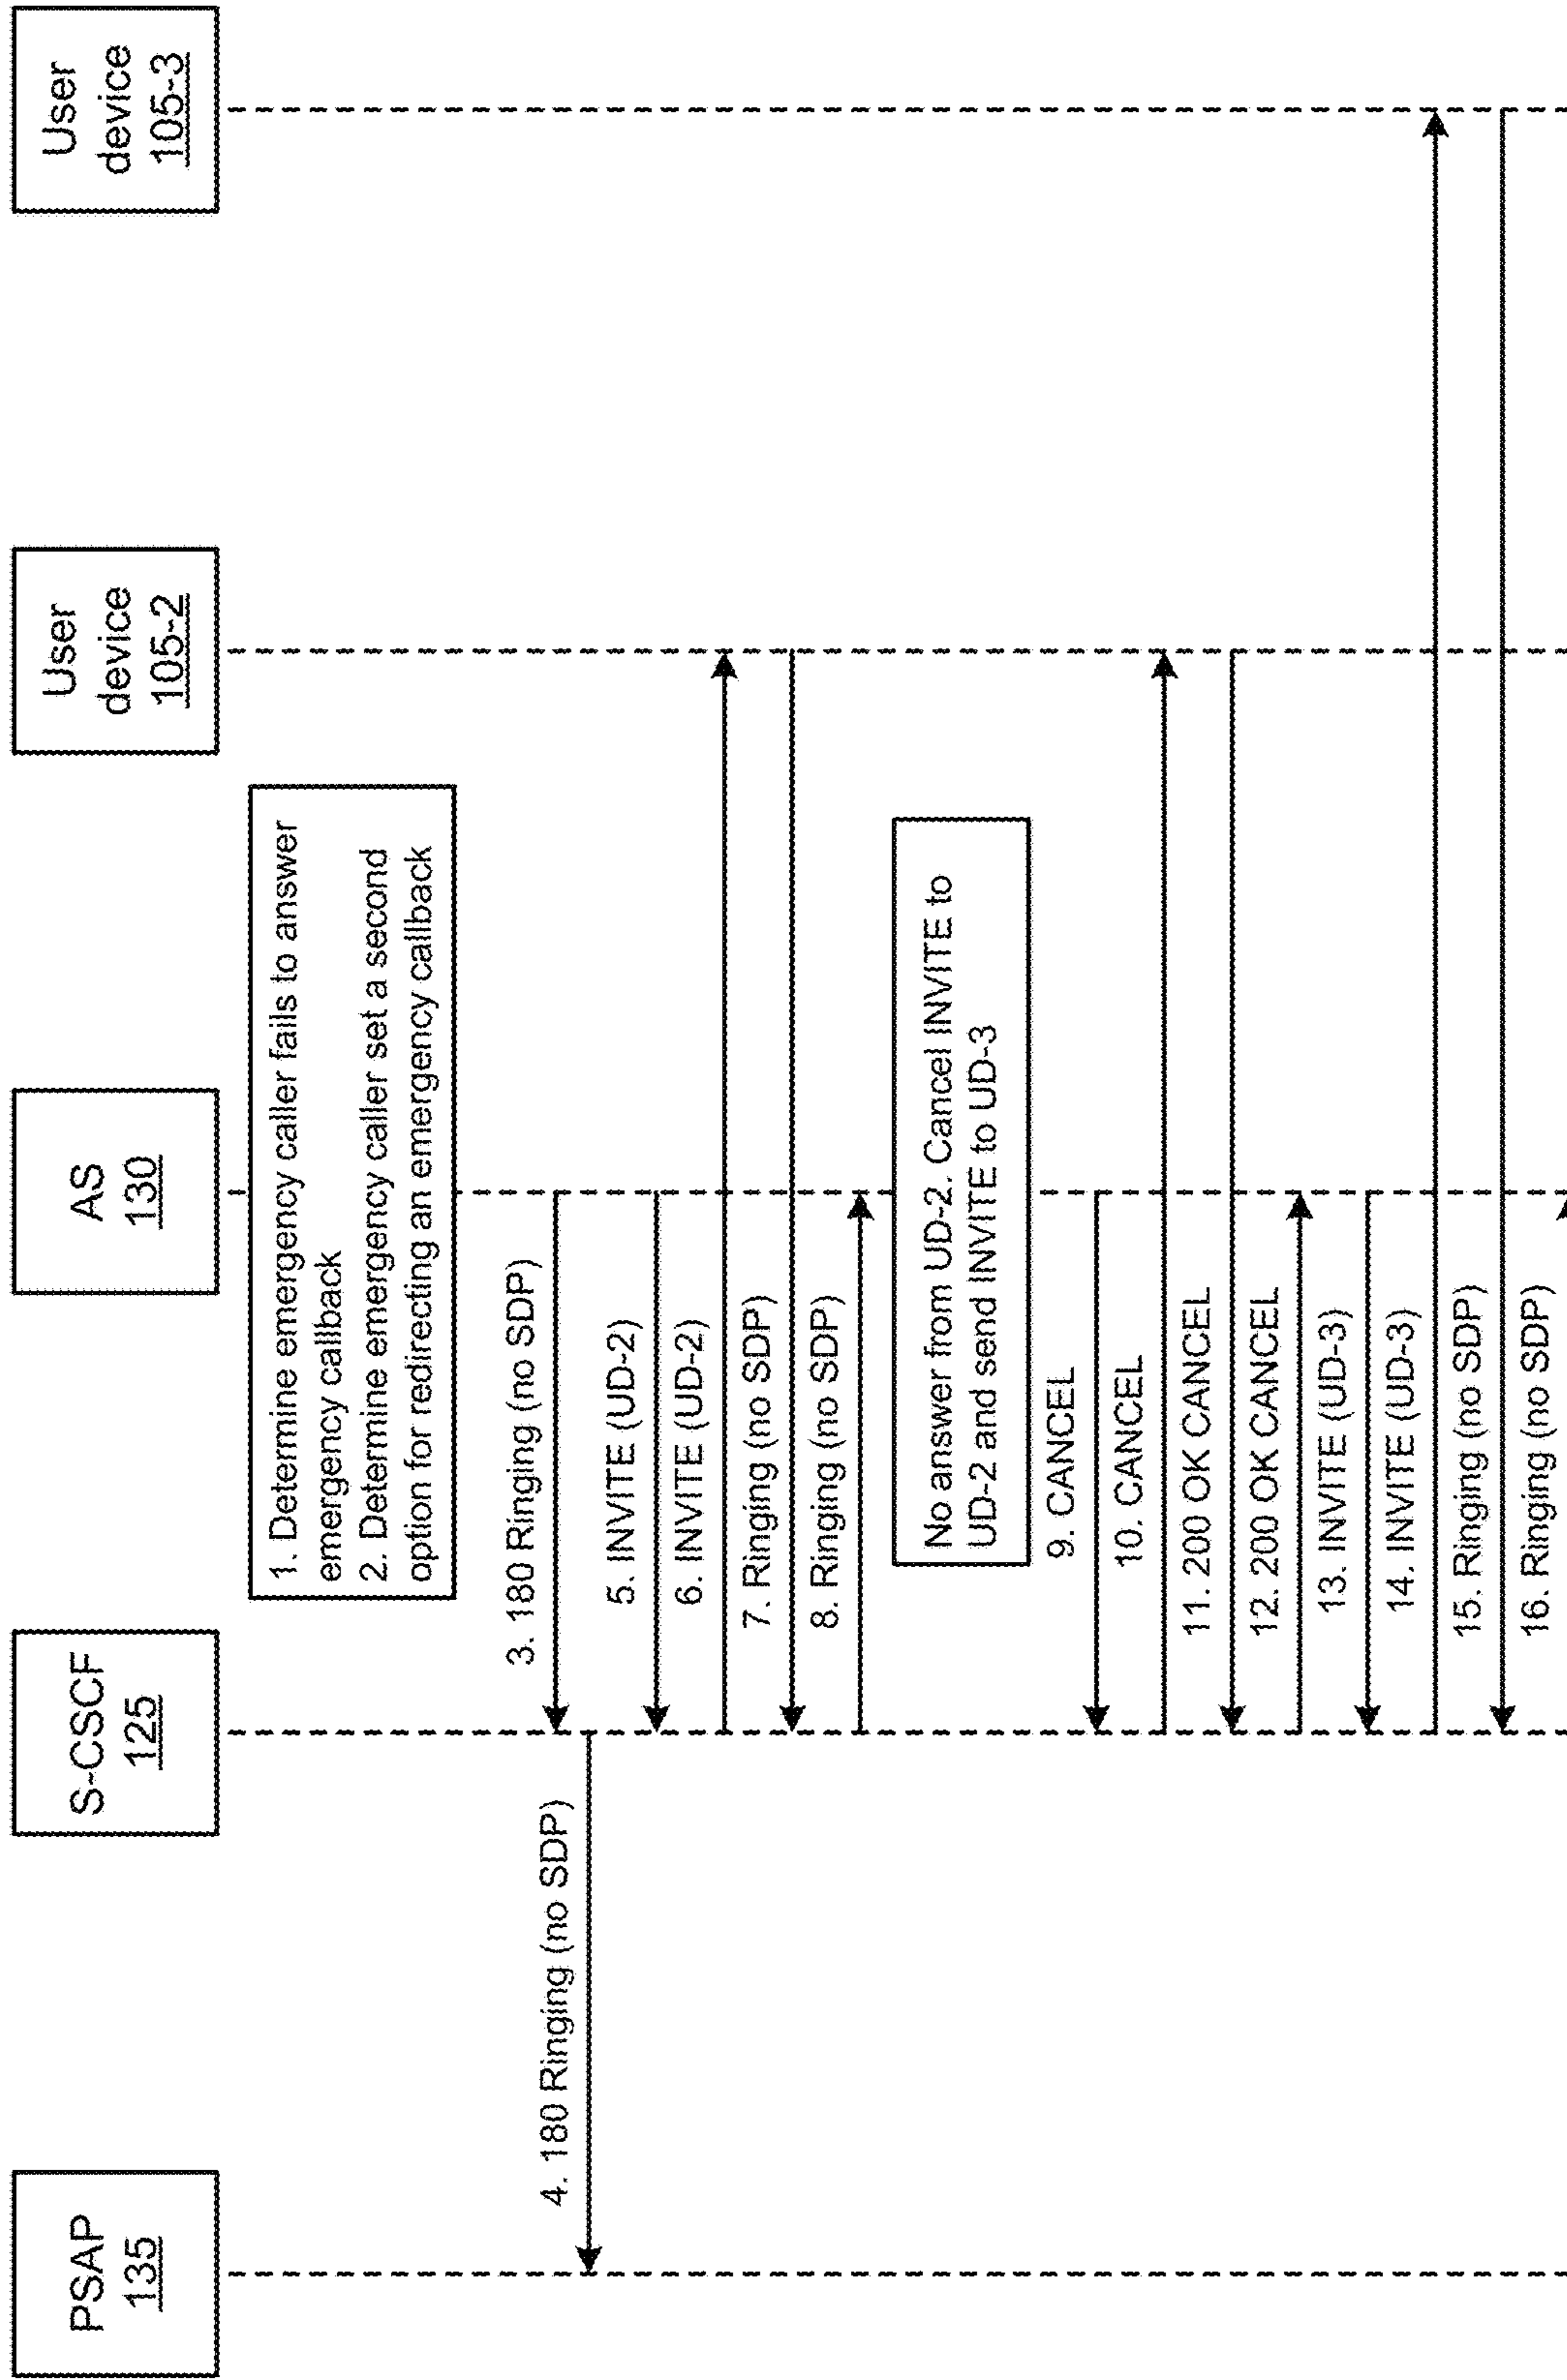 PSAP
135
S-CSCF
125
AS
130
User
device
105-2
User
device
105-3
1. Determine emergency caller fails to answer
emergency callback
2. Determine emergency caller set a second
option for redirecting an emergency callback
3. 180 Ringing (no SDP)
4. 180 Ringing (no SDP)
5. INVITE (UD-2)
6. INVITE (UD-2)
7. Ringing (no SDP)
8. Ringing (no SDP)
No answer from UD-2. Cancel INVITE to
UD-2 and send INVITE to UD-3
9. CANCEL
10. CANCEL
11. 200 OK CANCEL
12. 200 OK CANCEL
13. INVITE (UD-3)
14. INVITE (UD-3)
15. Ringing (no SDP)
16. Ringing (no SDP)